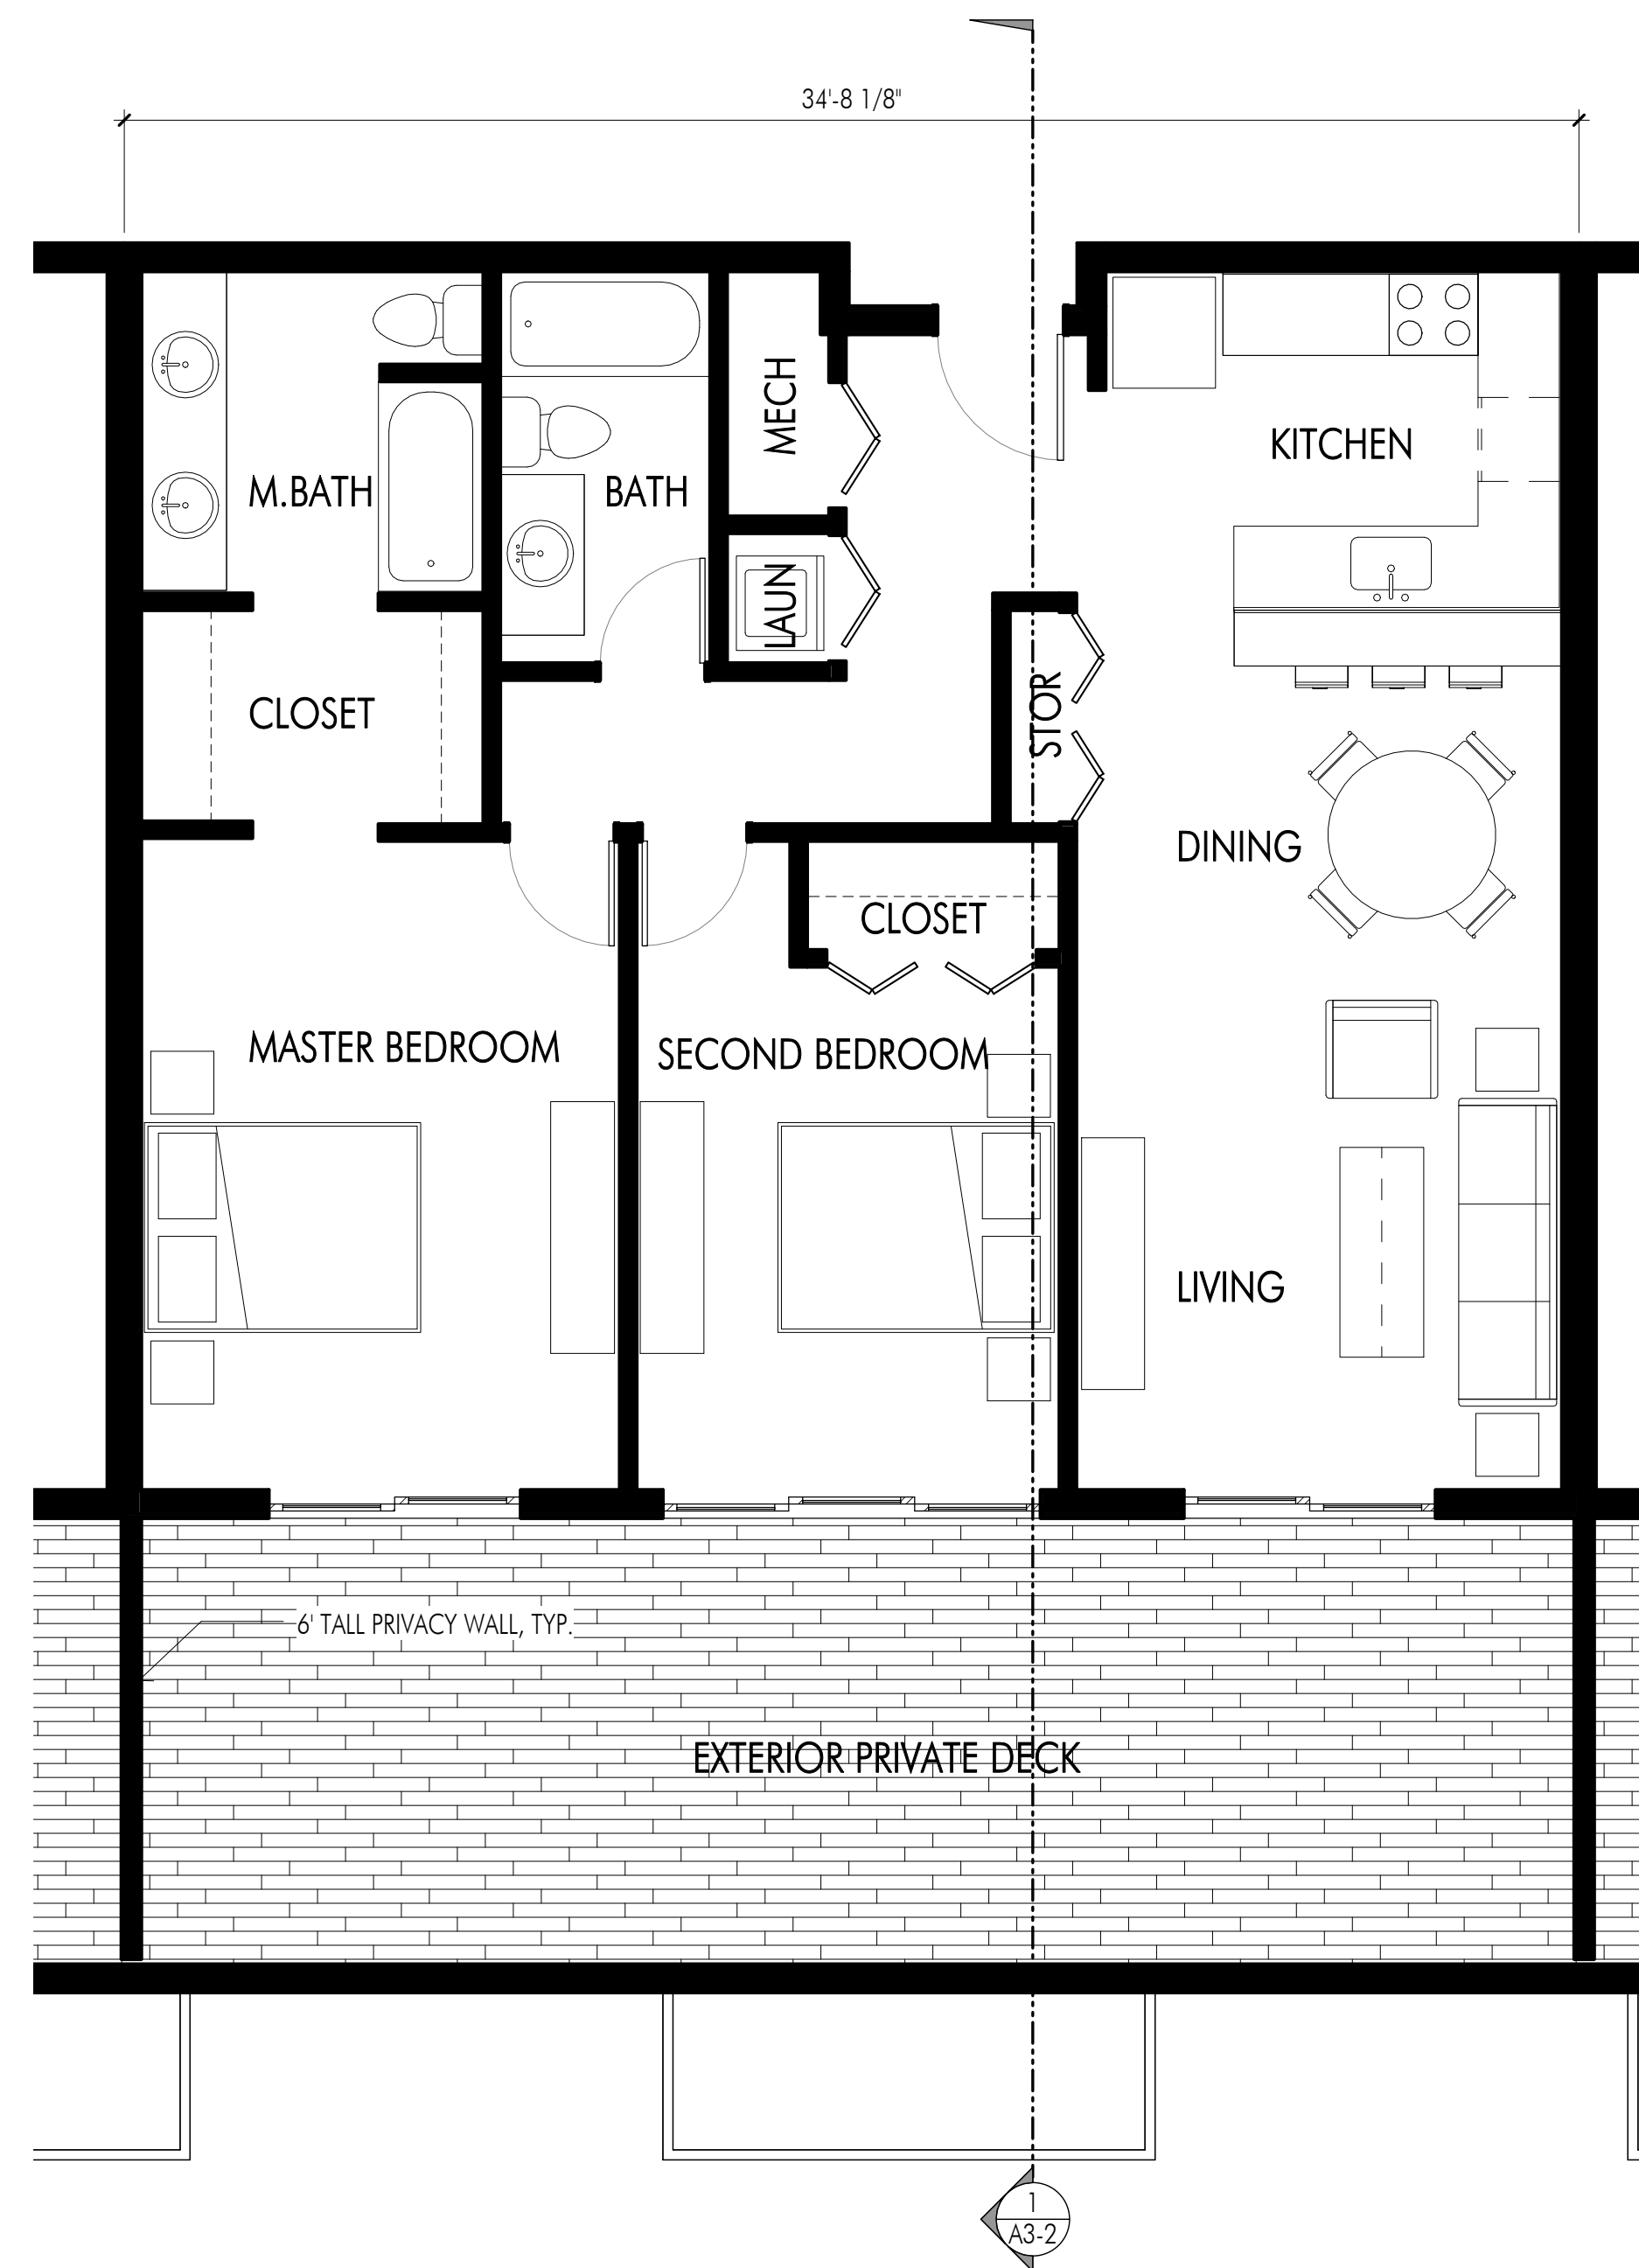 34'-8 1/8"
MECH
KITCHEN
M.BATH
BATH
LAUN
STOR
CLOSET
DINING
CLOSET
MASTER BEDROOM
SECOND BEDROOM
LIVING
6' TALL PRIVACY WALL, TYP.
EXTERIOR PRIVATE DECK
1
A3-2